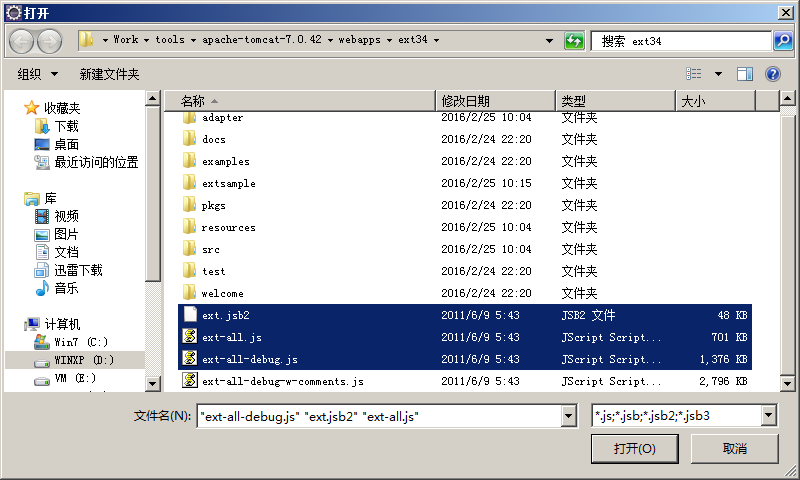 打开
Work tools apache-tomcat-7.0.42 webapps ext34
搜索 ext34
组织 新建文件夹
收藏夹
下载
桌面
最近访问的位置
库
视频
图片
文档
迅雷下载
音乐
计算机
Win7 (C:)
WINXP (D:)
VM (E:)
名称 修改日期 类型 大小
adapter 2016/2/25 10:04 文件夹
docs 2016/2/24 22:20 文件夹
examples 2016/2/24 22:20 文件夹
extsample 2016/2/25 10:15 文件夹
pkgs 2016/2/24 22:20 文件夹
resources 2016/2/25 10:04 文件夹
src 2016/2/25 10:04 文件夹
test 2016/2/24 22:20 文件夹
welcome 2016/2/24 22:20 文件夹
ext.jsb2 2011/6/9 5:43 JSB2 文件 48 KB
ext-all.js 2011/6/9 5:43 JScript Script... 701 KB
ext-all-debug.js 2011/6/9 5:43 JScript Script... 1,376 KB
ext-all-debug-w-comments.js 2011/6/9 5:43 JScript Script... 2,796 KB
文件名(N): "ext-all-debug.js" "ext.jsb2" "ext-all.js" *.js;*.jsb;*.jsb2;*.jsb3
打开(O) 取消